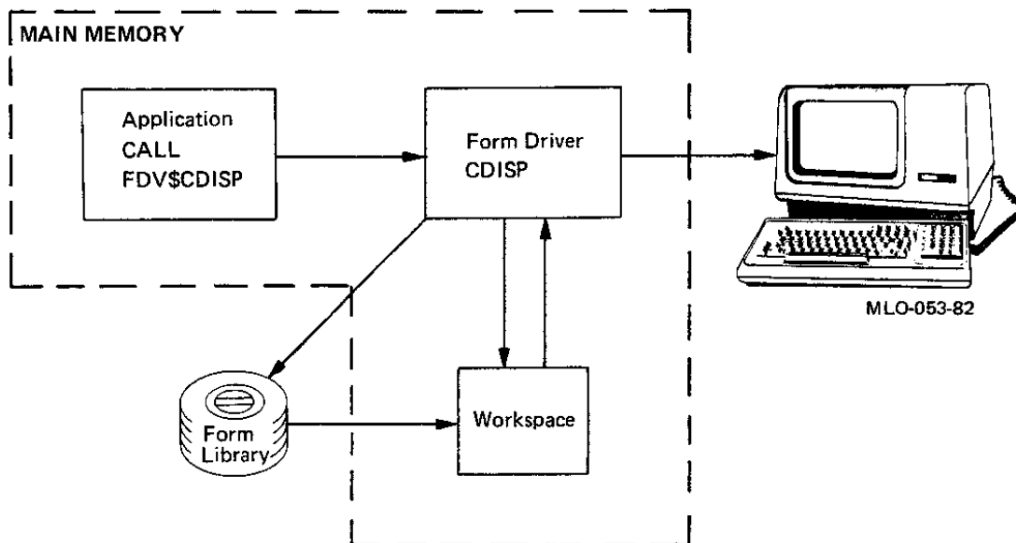 MAIN MEMORY
Application
CALL
FDV$CDISP
Form Driver
CDISP
MLO-053-82
Form
Library
Workspace